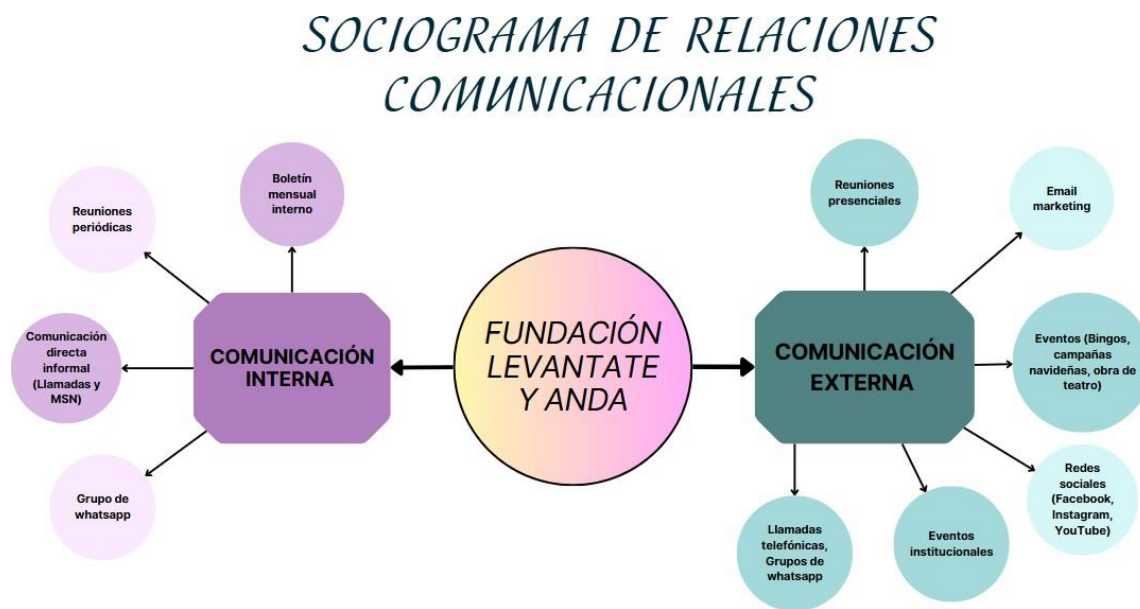 SOCIOGRAMA DE RELACIONES
COMUNICACIONALES
Boletín
mensual
interno
Reuniones
periódicas
Comunicación
directa
informal
(Llamadas y
MSN)
Grupo de
whatsapp
COMUNICACIÓN
INTERNA
FUNDACIÓN
LEVANTATE
Y ANDA
COMUNICACIÓN
EXTERNA
Reuniones
presenciales
Email
marketing
Eventos (Bingos,
campañas
navideñas, obra de
teatro)
Redes
sociales
(Facebook,
Instagram,
YouTube)
Eventos
institucionales
Llamadas
telefónicas,
Grupos de
whatsapp